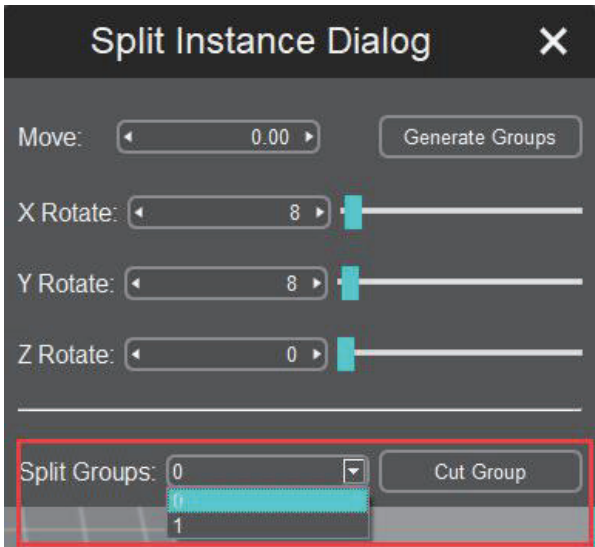 Split Instance Dialog
Move: 0.00 Generate Groups
X Rotate: 8
Y Rotate: 8
Z Rotate: 0
Split Groups: 0 Cut Group
0
1